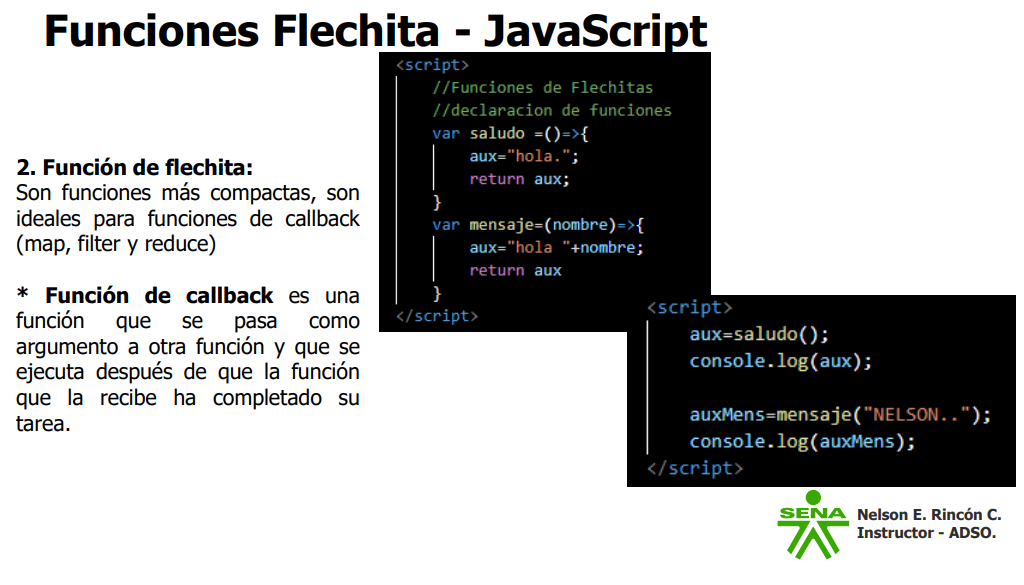 Funciones Flechita - JavaScript
2. Función de flechita:
Son funciones más compactas, son
ideales para funciones de callback
(map, filter y reduce)
* Función de callback es una
función que se pasa como
argumento a otra función y que se
ejecuta después de que la función
que la recibe ha completado su
tarea.
<script>
//Funciones de Flechitas
//declaracion de funciones
var saludo =()=>{
aux="hola.";
return aux;
}
var mensaje=(nombre)=>{
aux="hola "+nombre;
return aux
}
</script>
<script>
aux=saludo();
console.log(aux);
auxMens=mensaje("NELSON..");
console.log(auxMens);
</script>
SENA
Nelson E. Rincón C.
Instructor - ADSO.